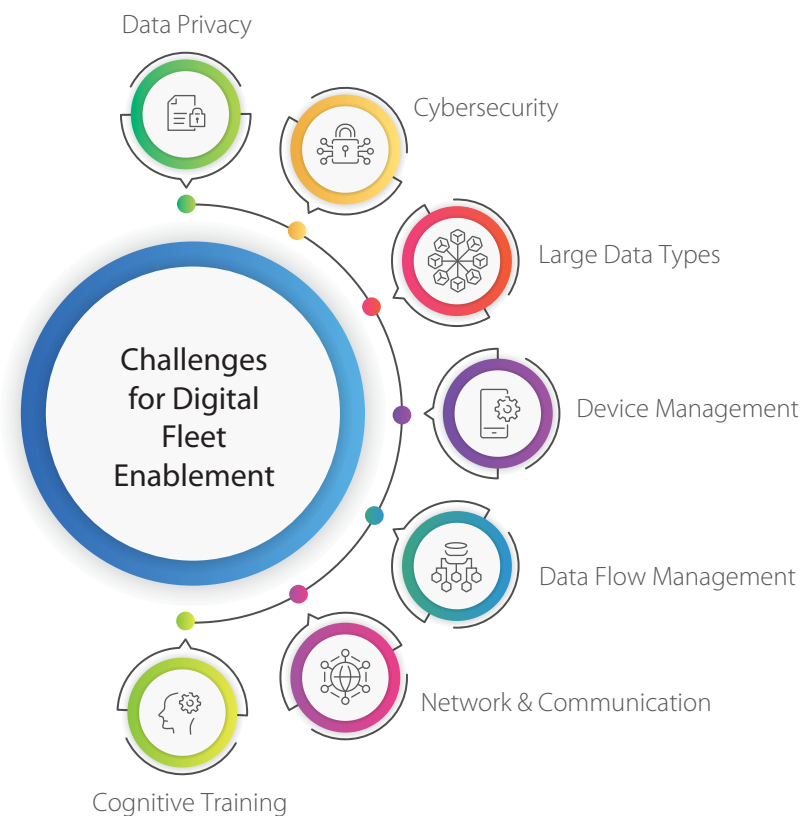 Data Privacy
Cybersecurity
Large Data Types
Challenges
for Digital
Fleet
Enablement
Device Management
Data Flow Management
Network & Communication
Cognitive Training